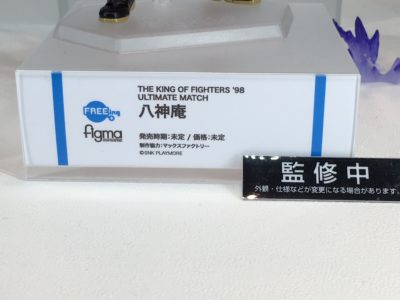 THE KING OF FIGHTERS '98
ULTIMATE MATCH
八神庵
FREEing
figma
発売時期：未定 / 価格：未定
制作協力：マックスファクトリー
©SNK PLAYMORE
監修中
外観・仕様などが変更になる場合があります。